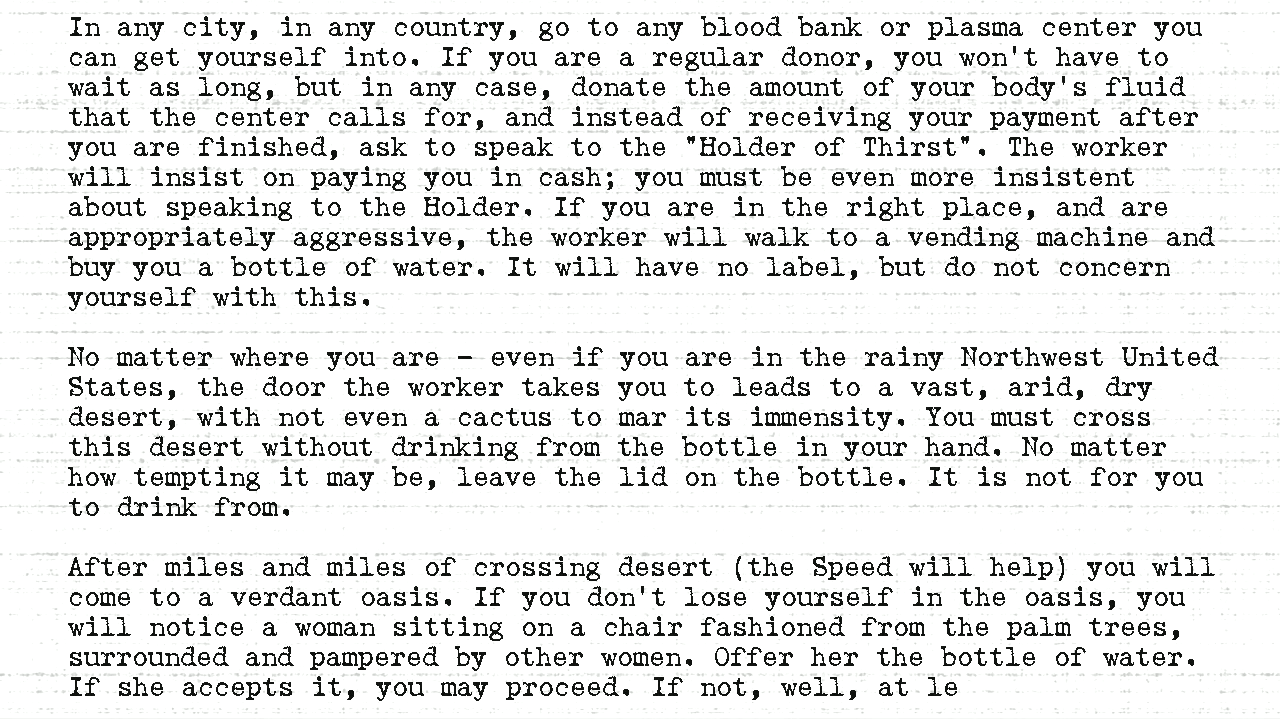 In any city, in any country, go to any blood bank or plasma center you
can get yourself into. If you are a regular donor, you won't have to
wait as long, but in any case, donate the amount of your body's fluid
that the center calls for, and instead of receiving your payment after
you are finished, ask to speak to the "Holder of Thirst". The worker
will insist on paying you in cash; you must be even more insistent
about speaking to the Holder. If you are in the right place, and are
appropriately aggressive, the worker will walk to a vending machine and
buy you a bottle of water. It will have no label, but do not concern
yourself with this.

No matter where you are – even if you are in the rainy Northwest United
States, the door the worker takes you to leads to a vast, arid, dry
desert, with not even a cactus to mar its immensity. You must cross
this desert without drinking from the bottle in your hand. No matter
how tempting it may be, leave the lid on the bottle. It is not for you
to drink from.

After miles and miles of crossing desert (the Speed will help) you will
come to a verdant oasis. If you don't lose yourself in the oasis, you
will notice a woman sitting on a chair fashioned from the palm trees,
surrounded and pampered by other women. Offer her the bottle of water.
If she accepts it, you may proceed. If not, well, at le